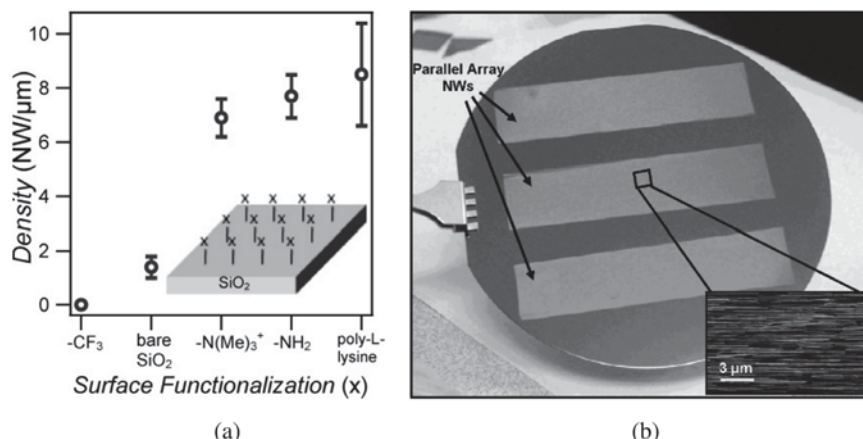 10
8
6
4
2
0
Density (NW/μm)
x x x x
x x x x
x x x x
SiO₂
-CF₃
bare
SiO₂
-N(Me)₃⁺
-NH₂
poly-L-
lysine
Surface Functionalization (x)
(a)
Parallel Array
NWs
3 μm
(b)